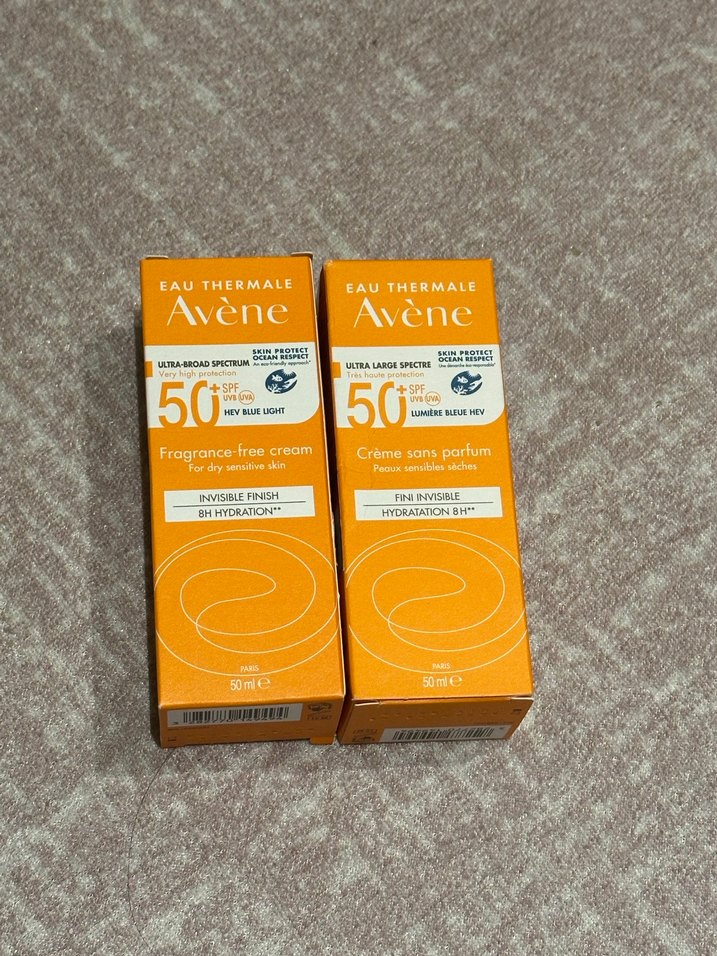 EAU THERMALE
Avène
ULTRA-BROAD SPECTRUM
Very high protection
SKIN PROTECT
OCEAN RESPECT
An eco-friendly approach*
50+ SPF
UVB UVA
HEV BLUE LIGHT
Fragrance-free cream
For dry sensitive skin
INVISIBLE FINISH
8H HYDRATION**
PARIS
50 ml e
EAU THERMALE
Avène
ULTRA LARGE SPECTRE
Très haute protection
SKIN PROTECT
OCEAN RESPECT
Une démarche éco-responsable*
50+ SPF
UVB UVA
LUMIÈRE BLEUE HEV
Crème sans parfum
Peaux sensibles sèches
FINI INVISIBLE
HYDRATATION 8H**
PARIS
50 ml e